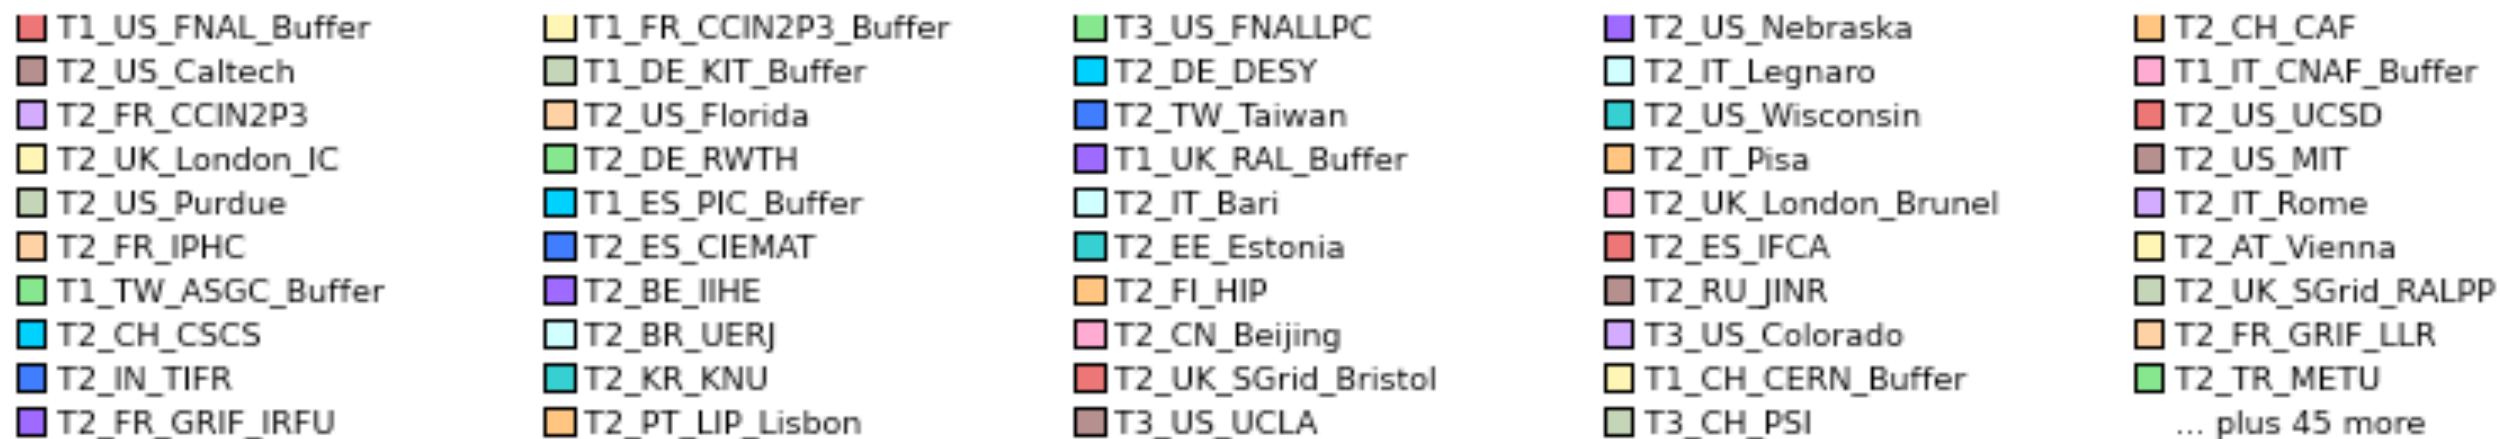 T1_US_FNAL_Buffer T1_FR_CCIN2P3_Buffer T3_US_FNALLPC T2_US_Nebraska T2_CH_CAF
T2_US_Caltech T1_DE_KIT_Buffer T2_DE_DESY T2_IT_Legnaro T1_IT_CNAF_Buffer
T2_FR_CCIN2P3 T2_US_Florida T2_TW_Taiwan T2_US_Wisconsin T2_US_UCSD
T2_UK_London_IC T2_DE_RWTH T1_UK_RAL_Buffer T2_IT_Pisa T2_US_MIT
T2_US_Purdue T1_ES_PIC_Buffer T2_IT_Bari T2_UK_London_Brunel T2_IT_Rome
T2_FR_IPHC T2_ES_CIEMAT T2_EE_Estonia T2_ES_IFCA T2_AT_Vienna
T1_TW_ASGC_Buffer T2_BE_IIHE T2_FI_HIP T2_RU_JINR T2_UK_SGrid_RALPP
T2_CH_CSCS T2_BR_UERJ T2_CN_Beijing T3_US_Colorado T2_FR_GRIF_LLR
T2_IN_TIFR T2_KR_KNU T2_UK_SGrid_Bristol T1_CH_CERN_Buffer T2_TR_METU
T2_FR_GRIF_IRFU T2_PT_LIP_Lisbon T3_US_UCLA T3_CH_PSI ... plus 45 more